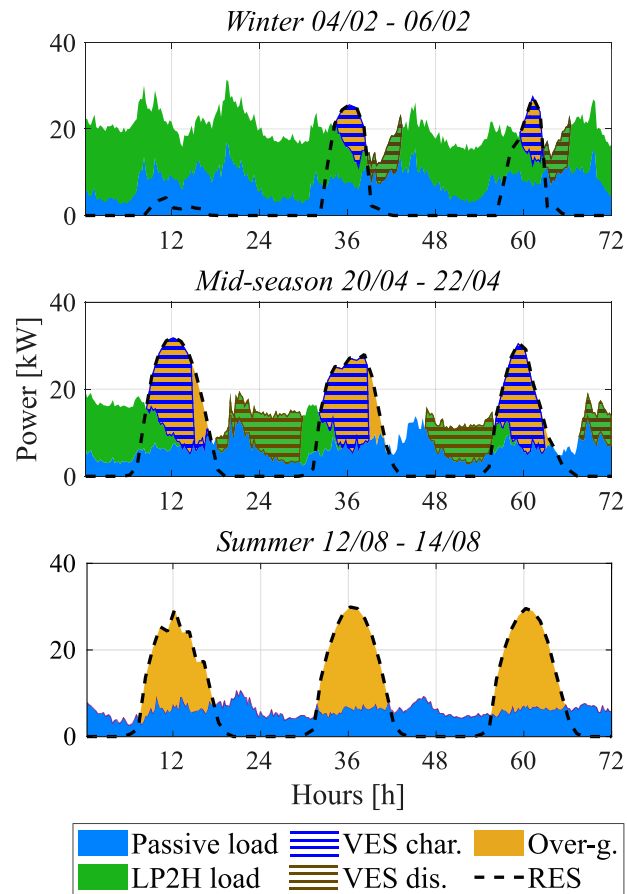 Winter 04/02 - 06/02
40
20
0
12 24 36 48 60 72
Mid-season 20/04 - 22/04
40
20
0
12 24 36 48 60 72
Power [kW]
Summer 12/08 - 14/08
40
20
0
12 24 36 48 60 72
Hours [h]
Passive load VES char. Over-g.
LP2H load VES dis. RES